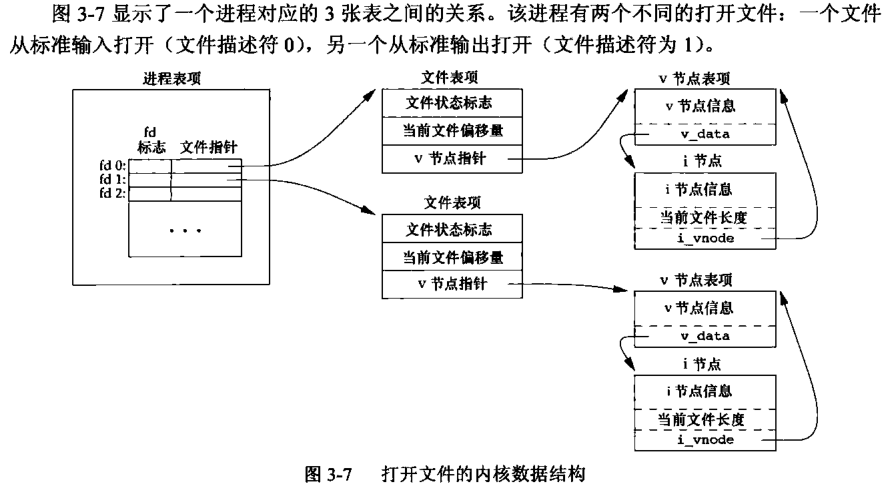 图 3-7 显示了一个进程对应的 3 张表之间的关系。该进程有两个不同的打开文件：一个文件
从标准输入打开（文件描述符 0），另一个从标准输出打开（文件描述符为 1）。
进程表项
fd
标志 文件指针
fd 0:
fd 1:
fd 2:
...
文件表项
文件状态标志
当前文件偏移量
v 节点指针
文件表项
文件状态标志
当前文件偏移量
v 节点指针
v 节点表项
v 节点信息
v_data
i 节点
i 节点信息
当前文件长度
i_vnode
v 节点表项
v 节点信息
v_data
i 节点
i 节点信息
当前文件长度
i_vnode
图 3-7 打开文件的内核数据结构